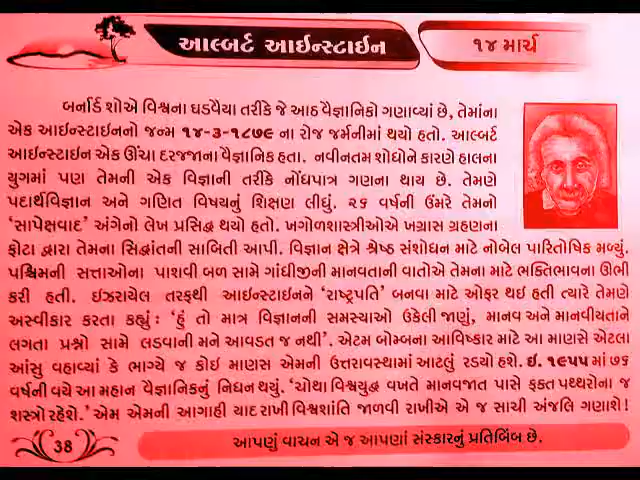 આલ્બર્ટ આઈન્સ્ટાઈન
૧૪ માર્ચ
બર્નાર્ડ શોએ વિશ્વના ઘડવૈયા તરીકે જે આઠ વૈજ્ઞાનિકો ગણાવ્યાં છે, તેમાંના
એક આઈન્સ્ટાઈનનો જન્મ ૧૪-૩-૧૮૭૯ ના રોજ જર્મનીમાં થયો હતો. આલ્બર્ટ
આઈન્સ્ટાઈન એક ઊંચા દરજ્જાના વૈજ્ઞાનિક હતા. નવીનતમ શોધોને કારણે હાલના
યુગમાં પણ તેમની એક વિજ્ઞાની તરીકે નોંધપાત્ર ગણના થાય છે. તેમણે
પદાર્થવિજ્ઞાન અને ગણિત વિષયનું શિક્ષણ લીધું. ૨૬ વર્ષની ઉંમરે તેમનો
‘સાપેક્ષવાદ’ અંગેનો લેખ પ્રસિદ્ધ થયો હતો. ખગોળશાસ્ત્રીઓએ ખગ્રાસ ગ્રહણના
ફોટા દ્વારા તેમના સિદ્ધાંતની સાબિતી આપી. વિજ્ઞાન ક્ષેત્રે શ્રેષ્ઠ સંશોધન માટે નોબેલ પારિતોષિક મળ્યું.
પશ્ચિમની સત્તાઓના પાશવી બળ સામે ગાંધીજીની માનવતાની વાતોએ તેમના માટે ભક્તિભાવના ઊભી
કરી હતી. ઈઝરાયેલ તરફથી આઈન્સ્ટાઈનને ‘રાષ્ટ્રપતિ’ બનવા માટે ઓફર થઇ હતી ત્યારે તેમણે
અસ્વીકાર કરતા કહ્યું : ‘હું તો માત્ર વિજ્ઞાનની સમસ્યાઓ ઉકેલી જાણું, માનવ અને માનવીયતાને
લગતા પ્રશ્નો સામે લડવાની મને આવડત જ નથી’. એટમ બોમ્બના આવિષ્કાર માટે આ માણસે એટલા
આંસુ વહાવ્યાં કે ભાગ્યે જ કોઇ માણસ એમની ઉત્તરાવસ્થામાં આટલું રડ્યો હશે. ઇ. ૧૯૫૫ માં ૭૬
વર્ષની વયે આ મહાન વૈજ્ઞાનિકનું નિધન થયું. ‘ચોથા વિશ્વયુદ્ધ વખતે માનવજાત પાસે ફક્ત પથ્થરોના જ
શસ્ત્રો રહેશે.’ એમ એમની આગાહી યાદ રાખી વિશ્વશાંતિ જાળવી રાખીએ એ જ સાચી અંજલિ ગણાશે!
38
આપણું વાચન એ જ આપણાં સંસ્કારનું પ્રતિબિંબ છે.